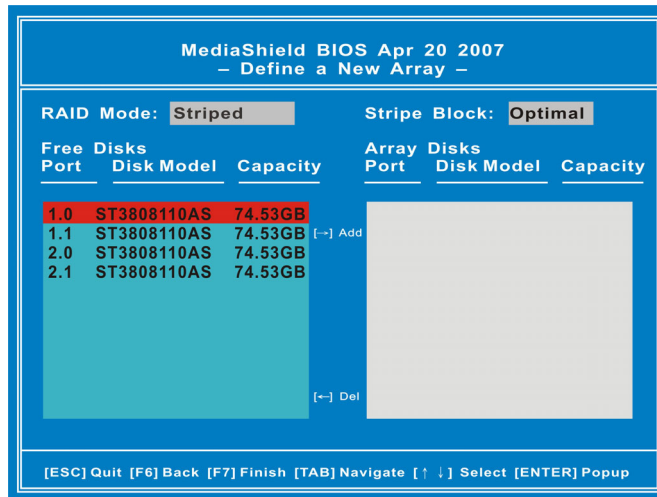 MediaShield BIOS Apr 20 2007
– Define a New Array –
RAID Mode: Striped Stripe Block: Optimal
Free Disks Array Disks
Port Disk Model Capacity Port Disk Model Capacity
1.0 ST3808110AS 74.53GB
1.1 ST3808110AS 74.53GB [→] Add
2.0 ST3808110AS 74.53GB
2.1 ST3808110AS 74.53GB
[←] Del
[ESC] Quit [F6] Back [F7] Finish [TAB] Navigate [↑ ↓] Select [ENTER] Popup